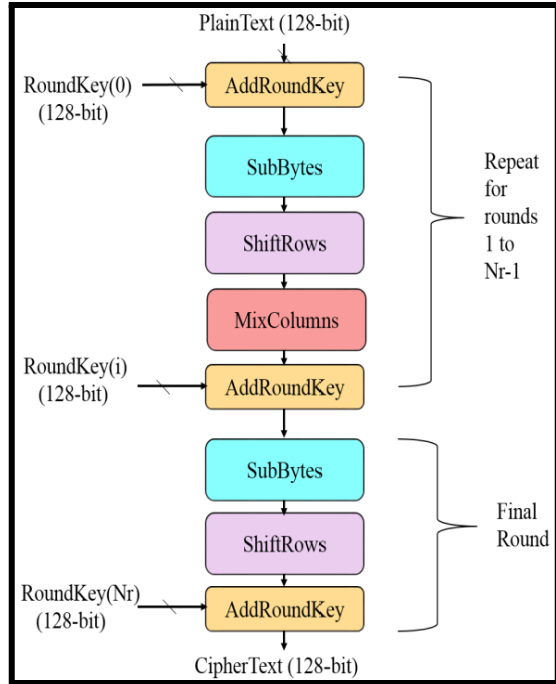 PlainText (128-bit)
RoundKey(0)
(128-bit)
AddRoundKey
SubBytes
ShiftRows
MixColumns
Repeat
for
rounds
1 to
Nr-1
RoundKey(i)
(128-bit)
AddRoundKey
SubBytes
ShiftRows
Final
Round
RoundKey(Nr)
(128-bit)
AddRoundKey
CipherText (128-bit)